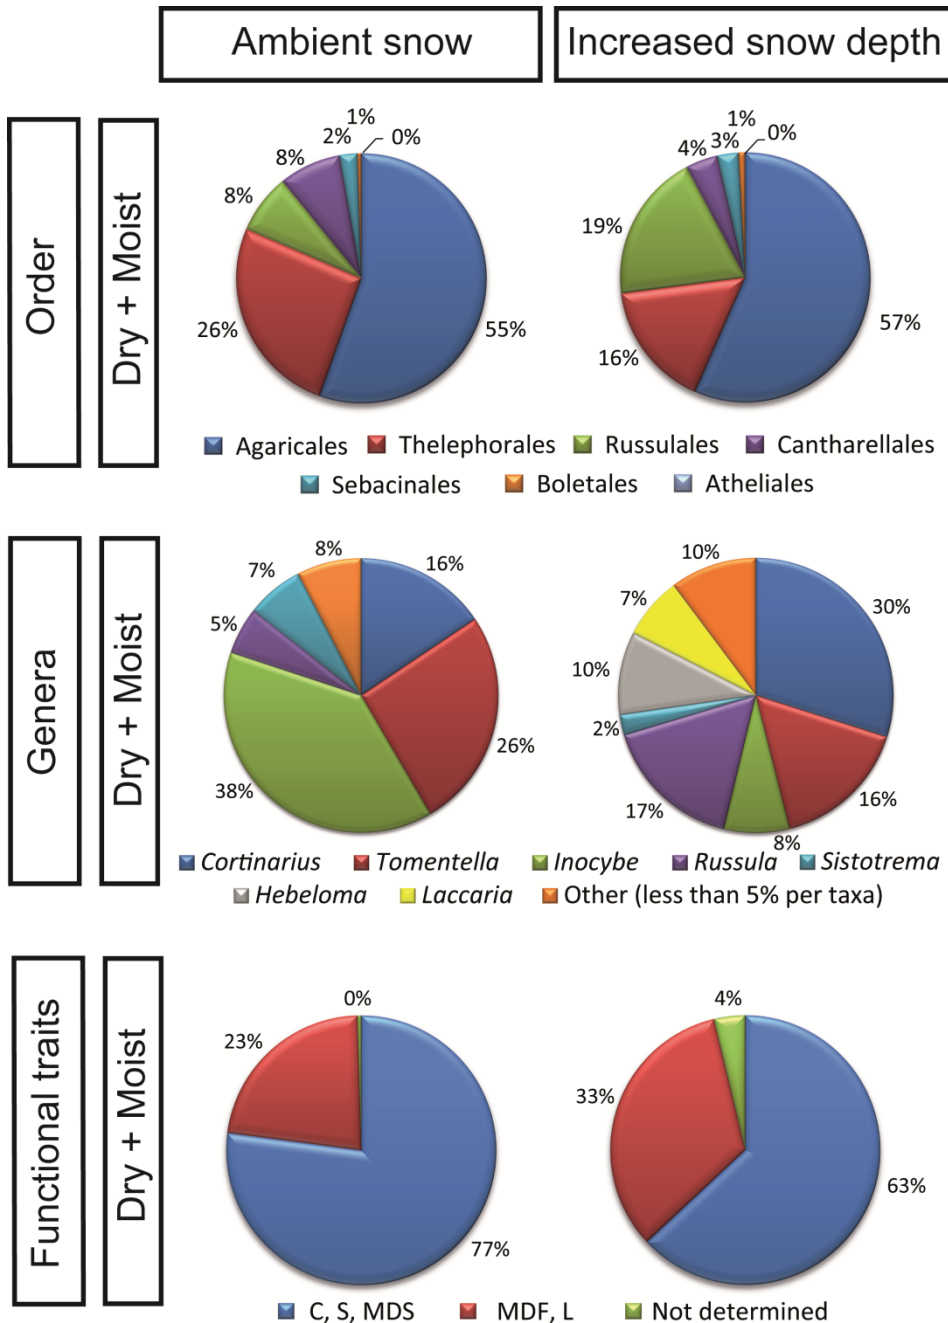 Ambient snow
Increased snow depth
Order
Dry + Moist
1%
0%
2%
8%
8%
26%
55%
1%
0%
3%
4%
19%
16%
57%
Agaricales Thelephorales Russulales Cantharellales
Sebacinales Boletales Atheliales
Genera
Dry + Moist
8%
16%
7%
5%
26%
38%
10%
30%
7%
10%
2%
17%
8%
16%
Cortinarius Tomentella Inocybe Russula Sistotrema
Hebeloma Laccaria Other (less than 5% per taxa)
Functional traits
Dry + Moist
0%
23%
77%
4%
33%
63%
C, S, MDS MDF, L Not determined